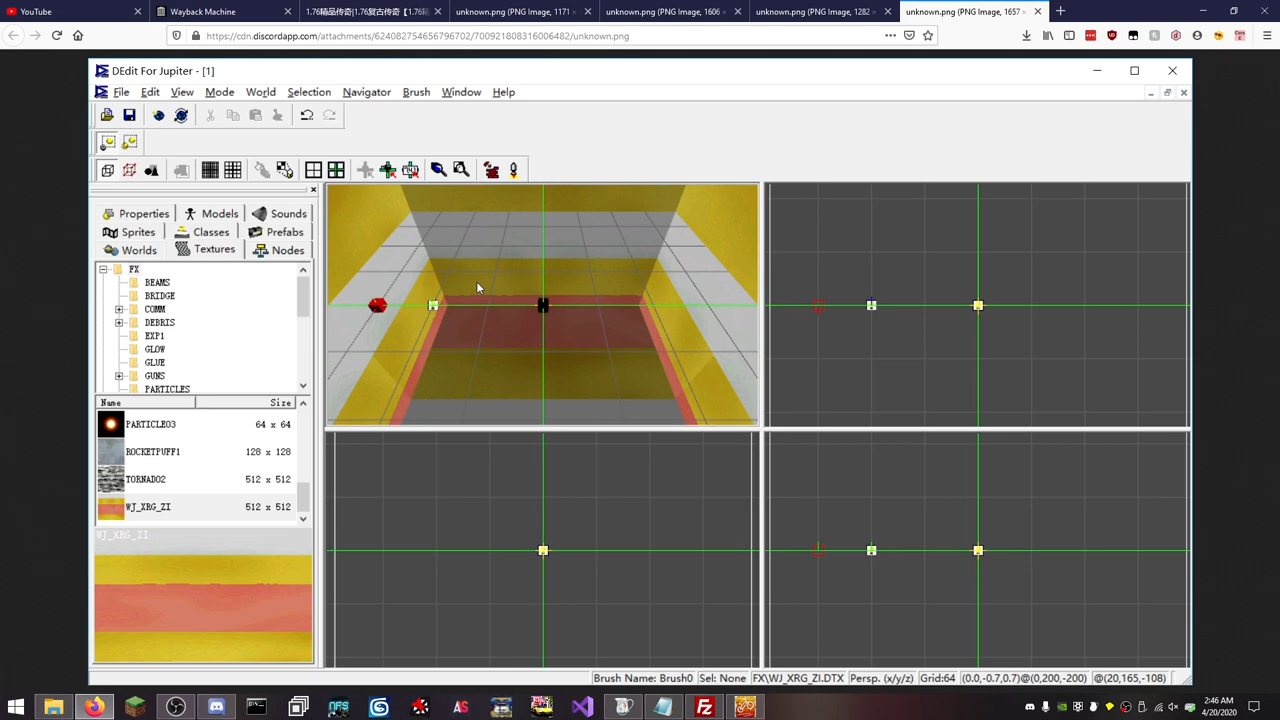 YouTube
Wayback Machine
1.76精品传奇|1.76复古传奇【1.76精
unknown.png (PNG Image, 1171 ×
unknown.png (PNG Image, 1606 ×
unknown.png (PNG Image, 1282 ×
unknown.png (PNG Image, 1657 ×
https://cdn.discordapp.com/attachments/624082754656796702/700921808316006482/unknown.png
DEdit For Jupiter - [1]
File Edit View Mode World Selection Navigator Brush Window Help
Properties Models Sounds
Sprites Classes Prefabs
Worlds Textures Nodes
FX
BEAMS
BRIDGE
COMM
DEBRIS
EXP1
GLOW
GLUE
GUNS
PARTICLES
Name Size
PARTICLE03 64 x 64
ROCKETPUFF1 128 x 128
TORNADO2 512 x 512
WJ_XRG_ZI 512 x 512
WJ_XRG_ZI
Brush Name: Brush0 Sel: None FX\WJ_XRG_ZI.DTX Persp. (x/y/z) Grid:64 (0.0,-0.7,0.7)@(0,200,-200) @(20,165,-108)
2:46 AM
4/20/2020